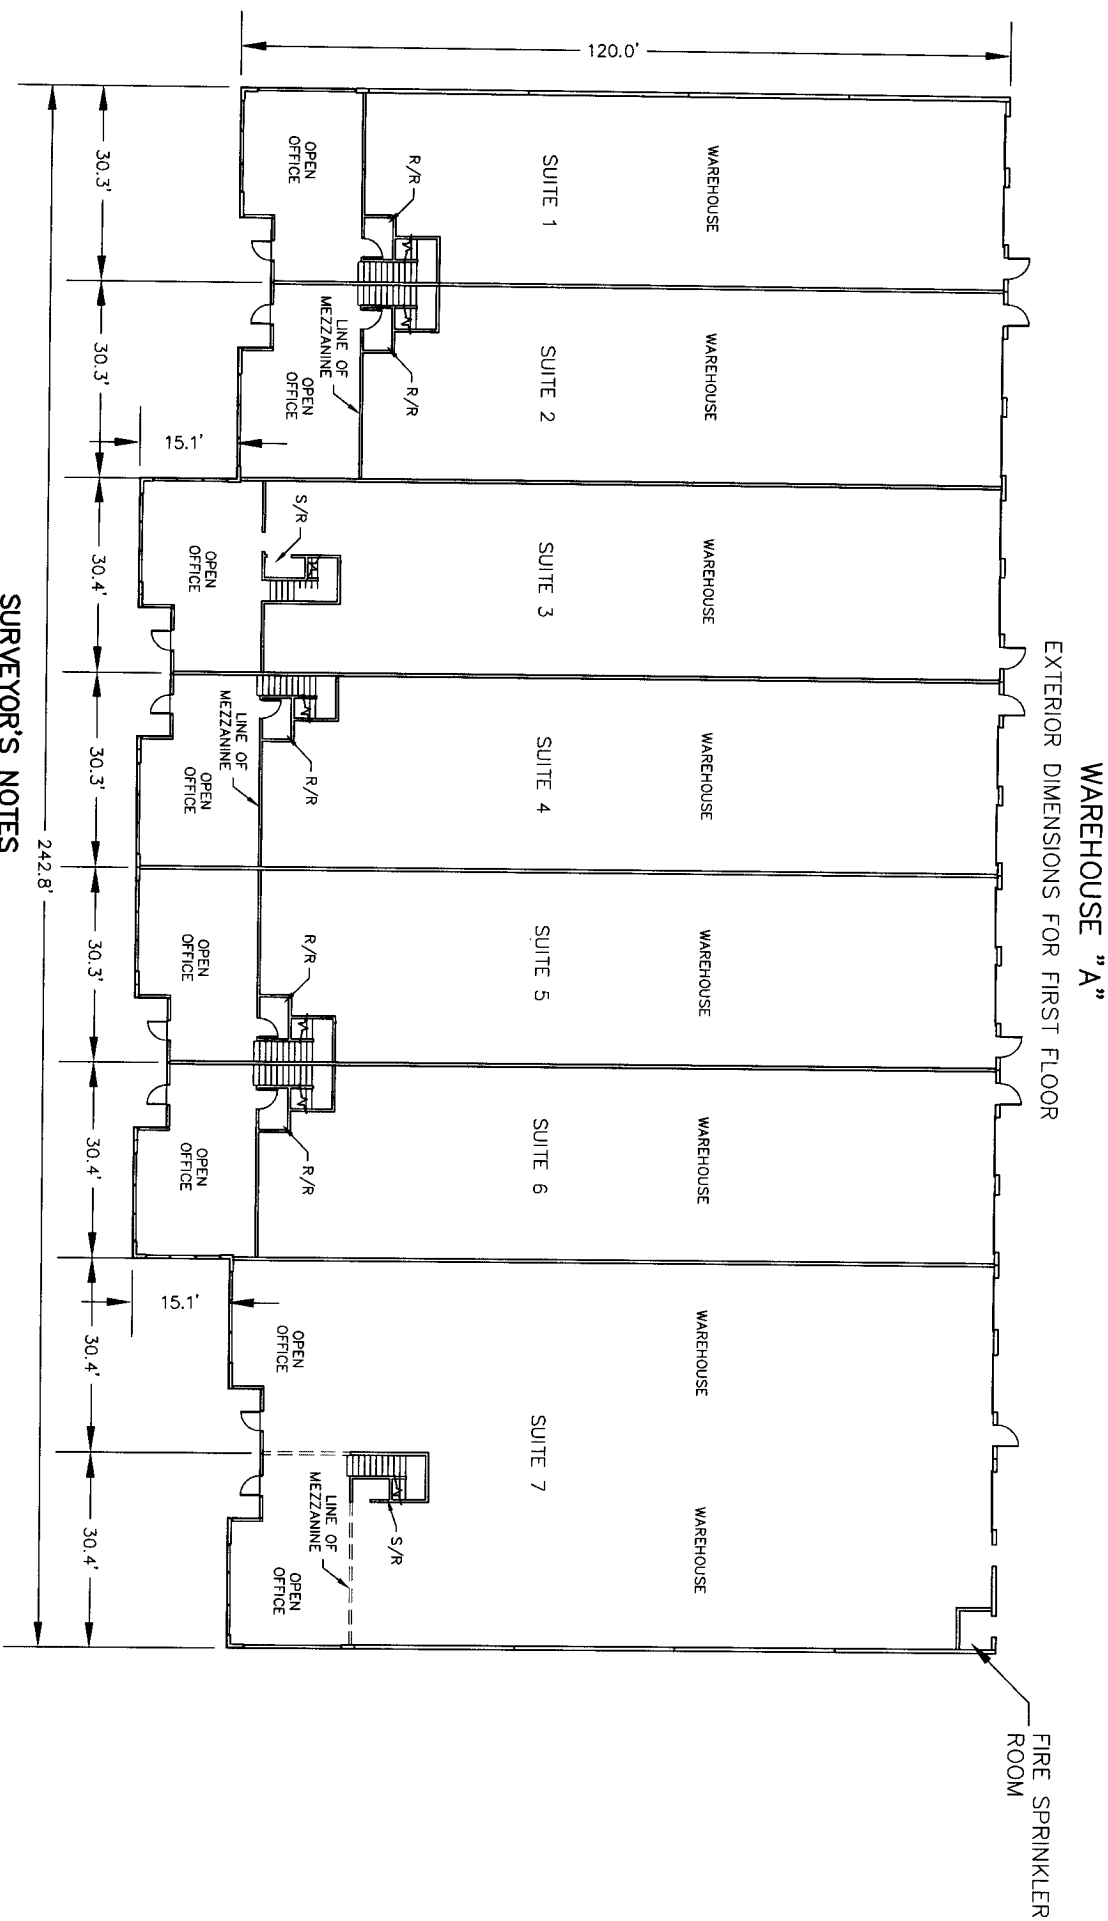 WAREHOUSE "A"
EXTERIOR DIMENSIONS FOR FIRST FLOOR
FIRE SPRINKLER
ROOM
120.0'
WAREHOUSE
WAREHOUSE
WAREHOUSE
WAREHOUSE
WAREHOUSE
WAREHOUSE
WAREHOUSE
WAREHOUSE
SUITE 1
SUITE 2
SUITE 3
SUITE 4
SUITE 5
SUITE 6
SUITE 7
R/R
R/R
S/R
R/R
R/R
R/R
S/R
LINE OF
MEZZANINE
LINE OF
MEZZANINE
LINE OF
MEZZANINE
OPEN
OFFICE
OPEN
OFFICE
OPEN
OFFICE
OPEN
OFFICE
OPEN
OFFICE
OPEN
OFFICE
OPEN
OFFICE
OPEN
OFFICE
15.1'
15.1'
30.3'
30.3'
30.4'
30.3'
30.3'
30.4'
30.4'
30.4'
242.8'
SURVEYOR'S NOTES